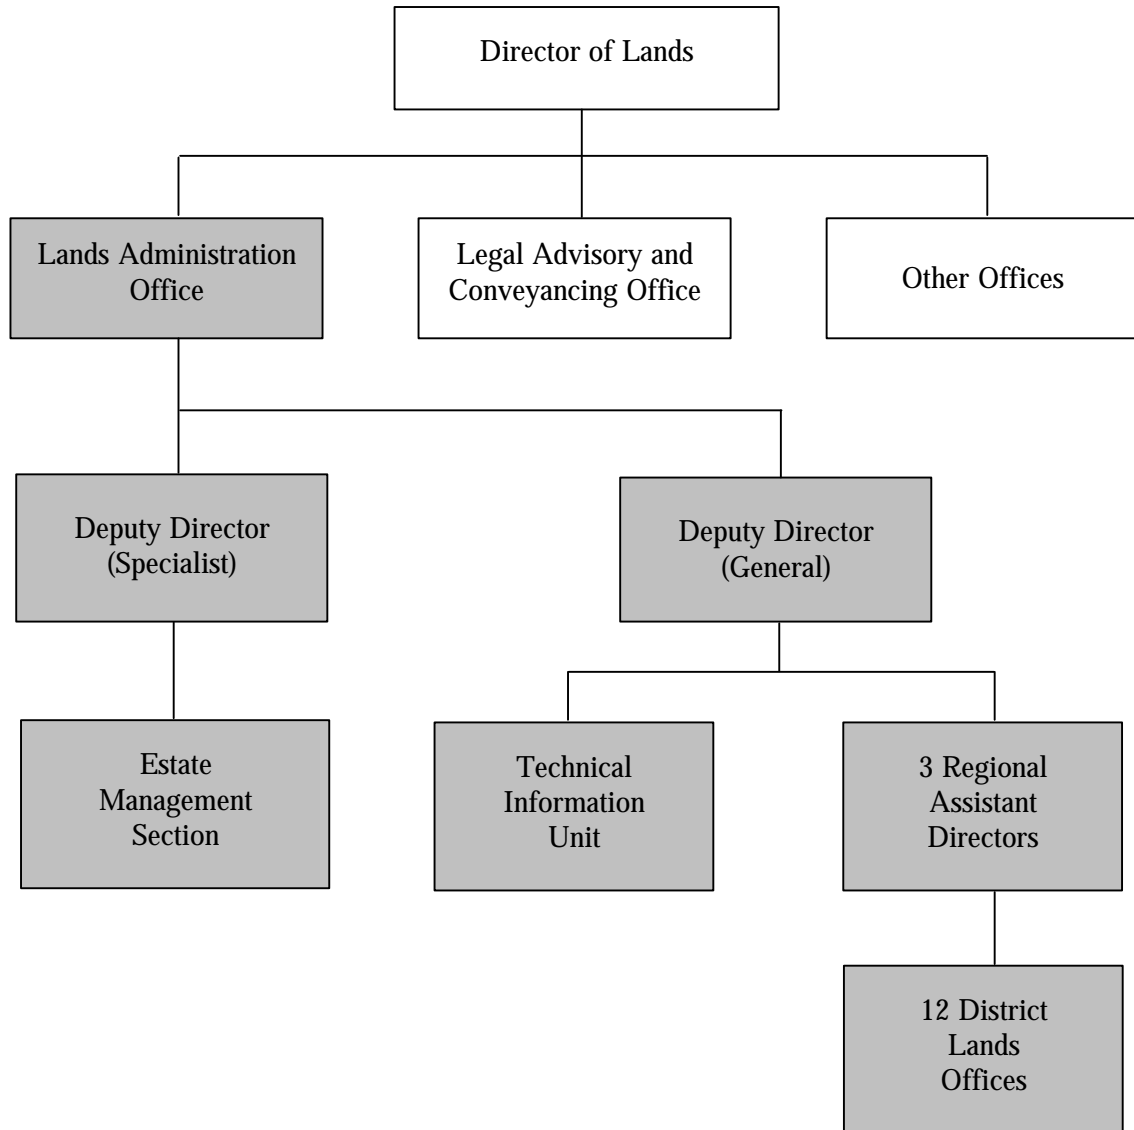 Director of Lands
Lands Administration
Office
Legal Advisory and
Conveyancing Office
Other Offices
Deputy Director
(Specialist)
Deputy Director
(General)
Estate
Management
Section
Technical
Information
Unit
3 Regional
Assistant
Directors
12 District
Lands
Offices